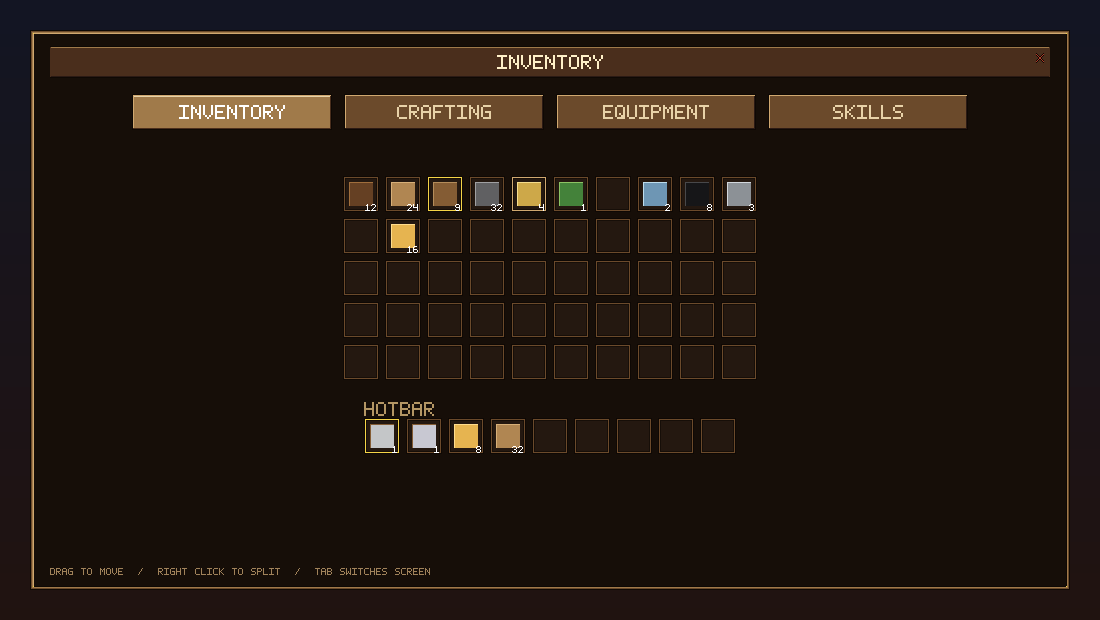 INVENTORY
INVENTORY CRAFTING EQUIPMENT SKILLS
12 24 9 32 4 1 2 8 3
16
HOTBAR
1 1 8 32
DRAG TO MOVE / RIGHT CLICK TO SPLIT / TAB SWITCHES SCREEN